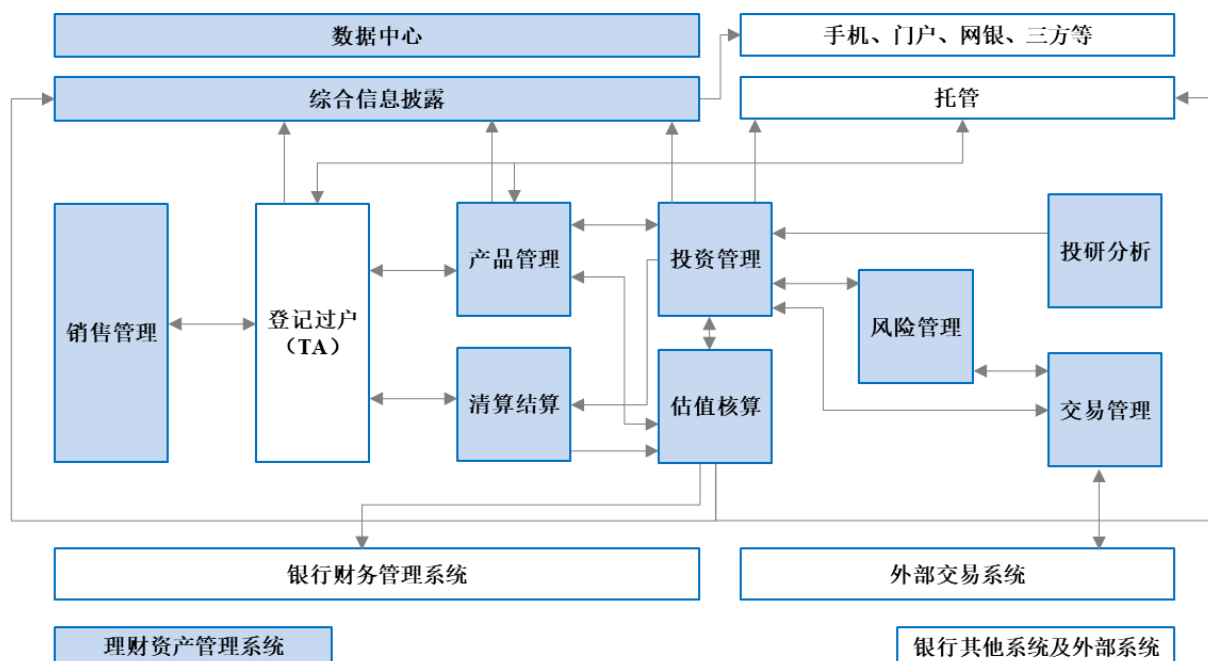 数据中心
手机、门户、网银、三方等
综合信息披露
托管
销售管理
登记过户
（TA）
产品管理
投资管理
投研分析
风险管理
清算结算
估值核算
交易管理
银行财务管理系统
外部交易系统
理财资产管理系统
银行其他系统及外部系统